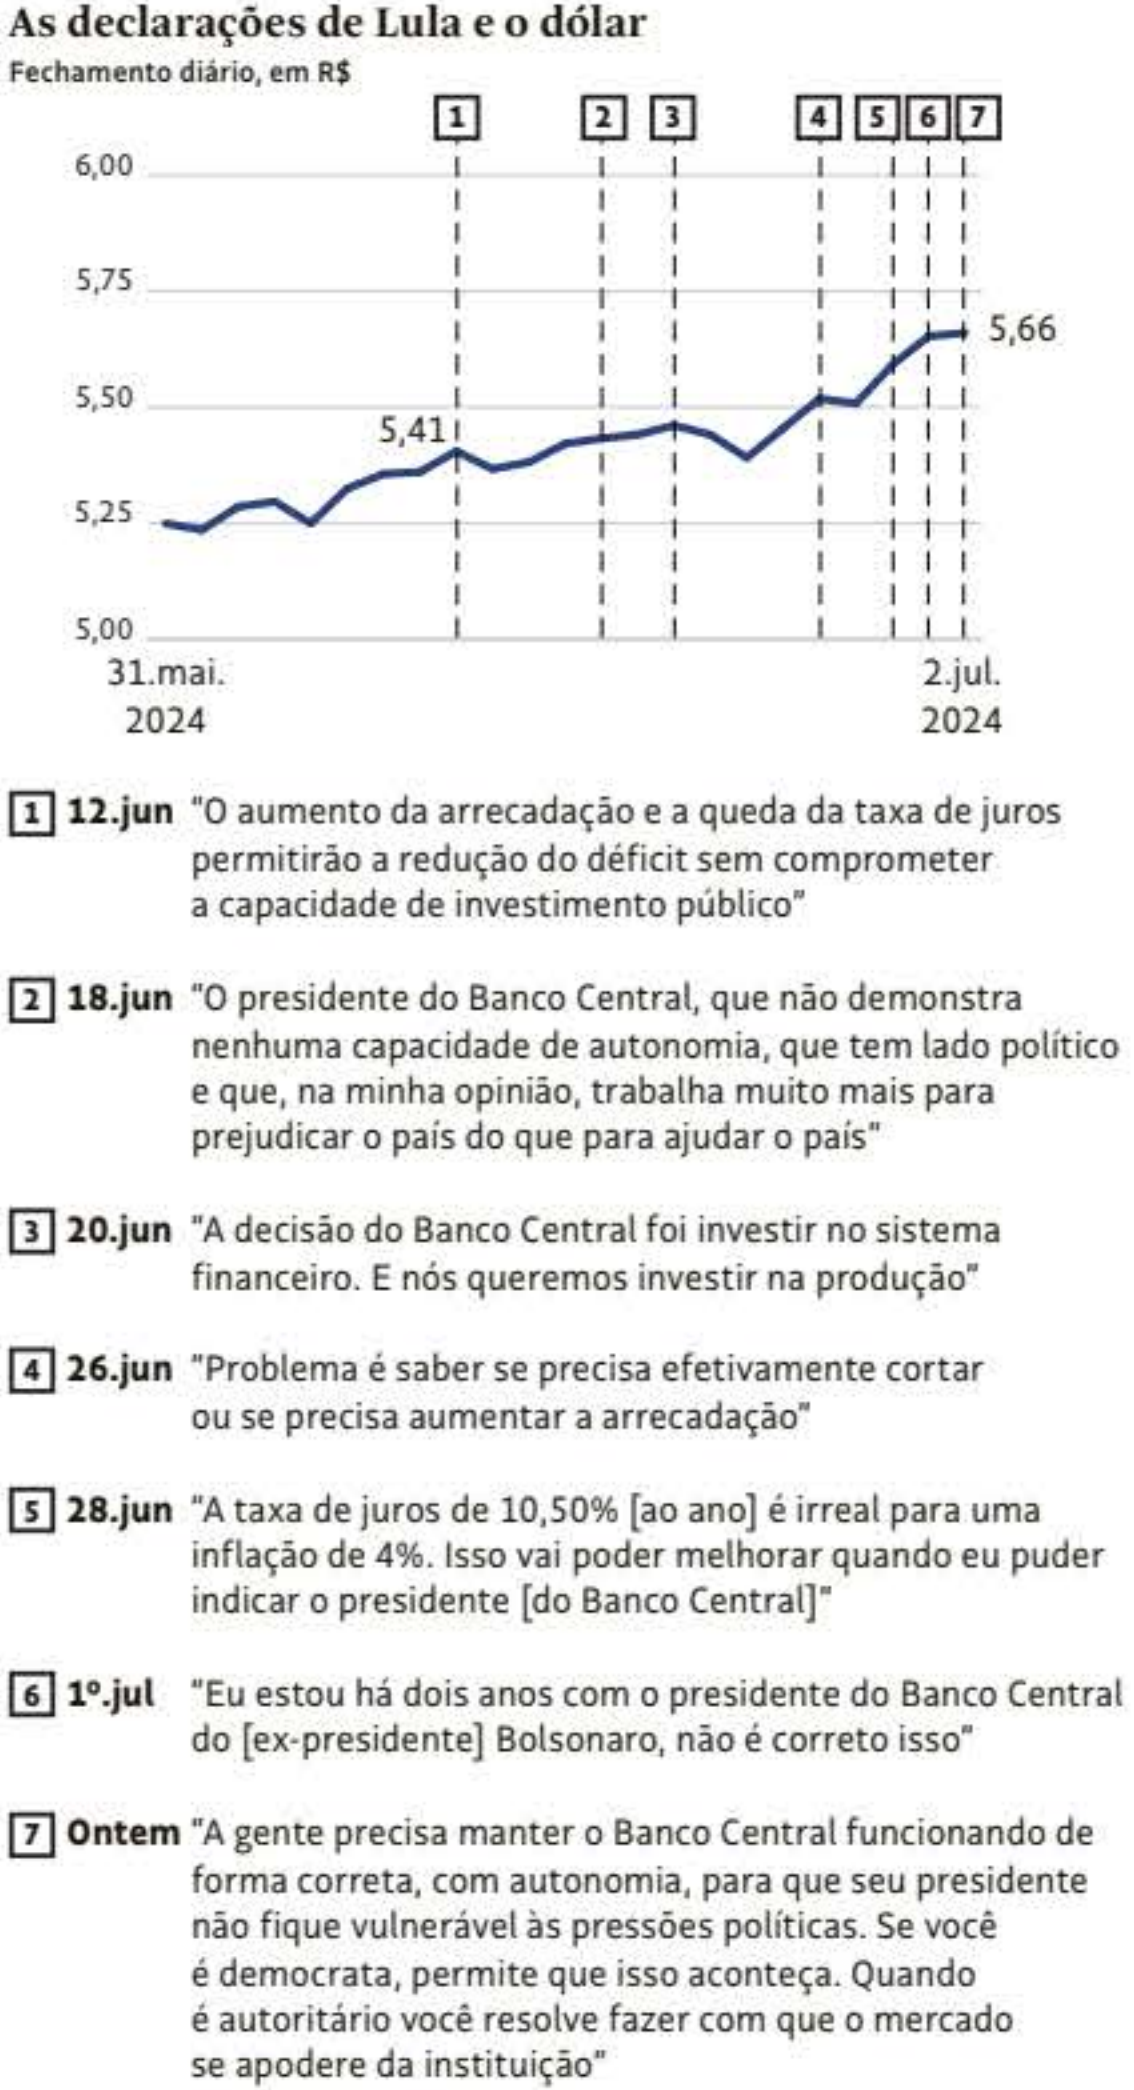 As declarações de Lula e o dólar
Fechamento diário, em R$
1 2 3 4 5 6 7
6,00
5,75
5,66
5,50
5,41
5,25
5,00
31.mai.
2024
2.jul.
2024
1 12.jun "O aumento da arrecadação e a queda da taxa de juros
permitirão a redução do déficit sem comprometer
a capacidade de investimento público"
2 18.jun "O presidente do Banco Central, que não demonstra
nenhuma capacidade de autonomia, que tem lado político
e que, na minha opinião, trabalha muito mais para
prejudicar o país do que para ajudar o país"
3 20.jun "A decisão do Banco Central foi investir no sistema
financeiro. E nós queremos investir na produção"
4 26.jun "Problema é saber se precisa efetivamente cortar
ou se precisa aumentar a arrecadação"
5 28.jun "A taxa de juros de 10,50% [ao ano] é irreal para uma
inflação de 4%. Isso vai poder melhorar quando eu puder
indicar o presidente [do Banco Central]"
6 1º.jul "Eu estou há dois anos com o presidente do Banco Central
do [ex-presidente] Bolsonaro, não é correto isso"
7 Ontem "A gente precisa manter o Banco Central funcionando de
forma correta, com autonomia, para que seu presidente
não fique vulnerável às pressões políticas. Se você
é democrata, permite que isso aconteça. Quando
é autoritário você resolve fazer com que o mercado
se apodere da instituição"